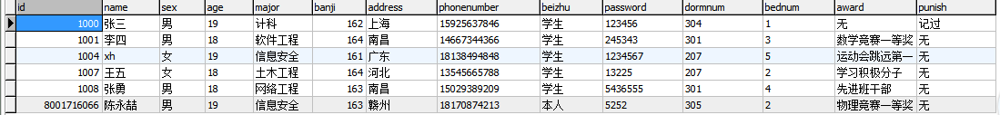 id name sex age major banji address phonenumber beizhu password dormnum bednum award punish
1000 张三 男 19 计科 162 上海 15925637846 学生 123456 304 1 无 记过
1001 李四 男 18 软件工程 164 南昌 14667344366 学生 245343 301 3 数学竟赛一等奖 无
1004 xh 女 19 信息安全 161 广东 18138494848 学生 1234567 207 5 运动会跳远第一 无
1007 王五 女 18 土木工程 164 河北 13545665788 学生 13225 207 2 学习积极分子 无
1008 张勇 男 18 网络工程 163 南昌 15029389209 学生 5436555 301 4 先进班干部 无
8001716066 陈永喆 男 19 信息安全 163 赣州 18170874213 本人 5252 305 2 物理竟赛一等奖 无